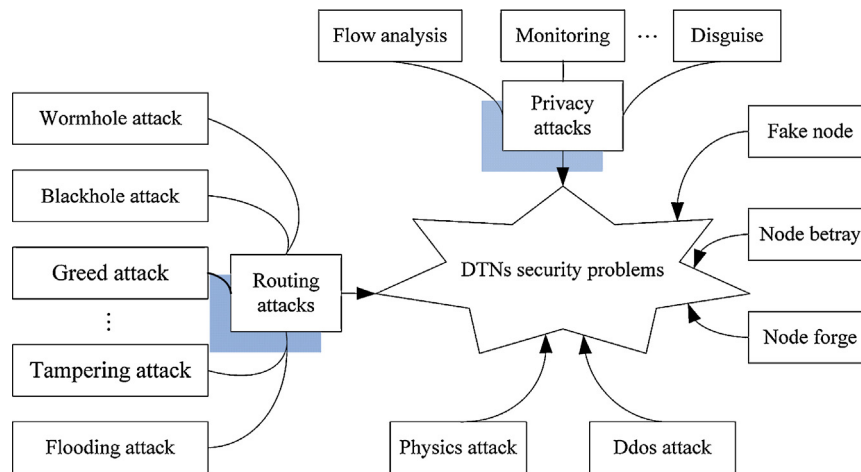 Flow analysis
Monitoring
...
Disguise
Privacy
attacks
Wormhole attack
Blackhole attack
Greed attack
⋮
Tampering attack
Flooding attack
Routing
attacks
DTNs security problems
Fake node
Node betray
Node forge
Physics attack
Ddos attack